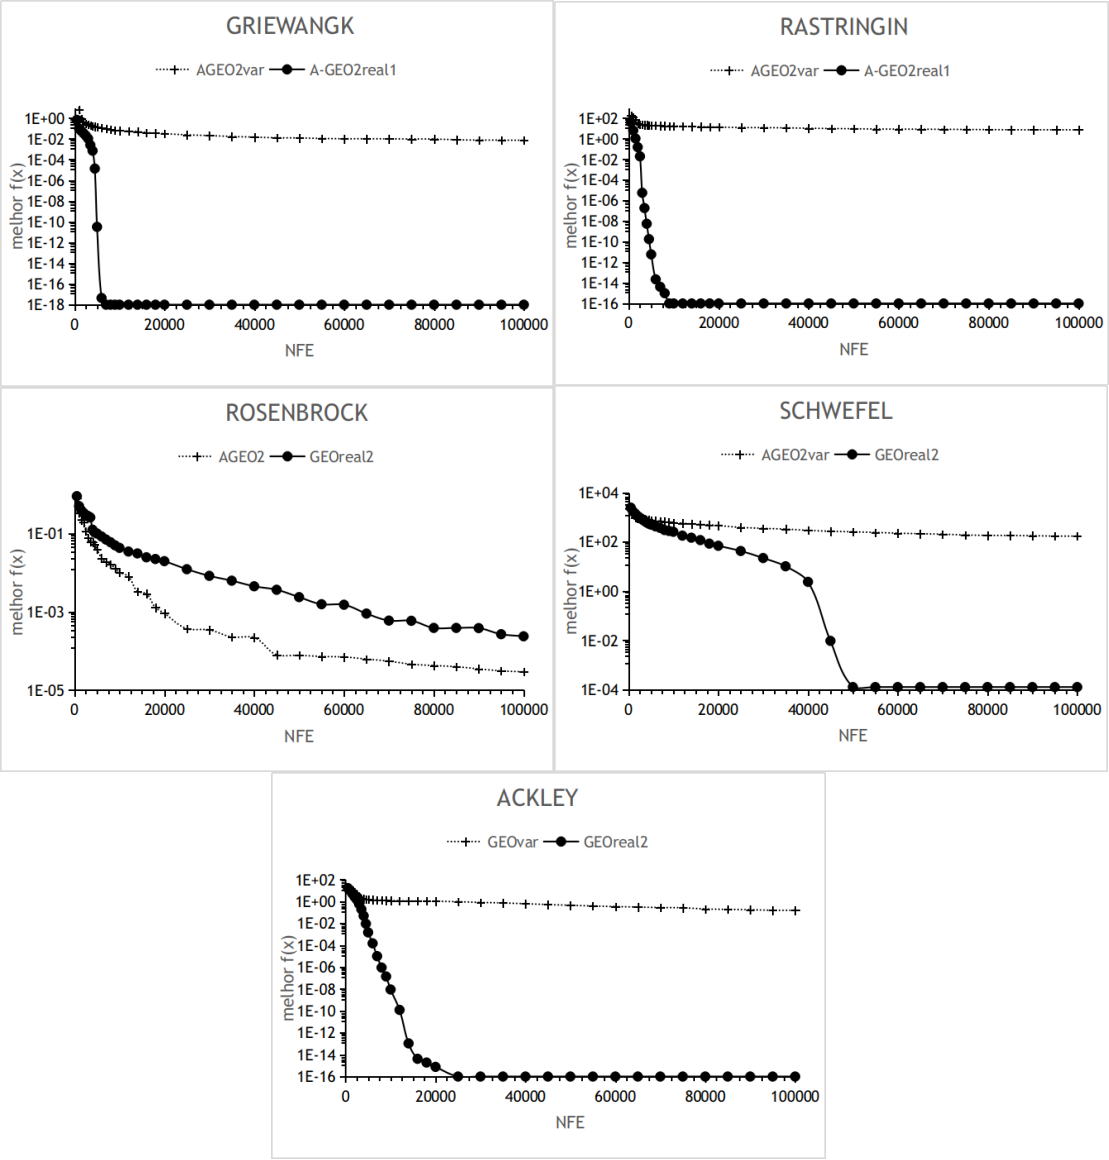 GRIEWANGK
AGEO2var A-GEO2real1
1E+00
1E-02
1E-04
1E-06
1E-08
1E-10
1E-12
1E-14
1E-16
1E-18
melhor f(x)
0 20000 40000 60000 80000 100000
NFE
RASTRINGIN
AGEO2var A-GEO2real1
1E+02
1E+00
1E-02
1E-04
1E-06
1E-08
1E-10
1E-12
1E-14
1E-16
melhor f(x)
0 20000 40000 60000 80000 100000
NFE
ROSENBROCK
AGEO2 GEOreal2
1E-01
1E-03
1E-05
melhor f(x)
0 20000 40000 60000 80000 100000
NFE
SCHWEFEL
AGEO2var GEOreal2
1E+04
1E+02
1E+00
1E-02
1E-04
melhor f(x)
0 20000 40000 60000 80000 100000
NFE
ACKLEY
GEOvar GEOreal2
1E+02
1E+00
1E-02
1E-04
1E-06
1E-08
1E-10
1E-12
1E-14
1E-16
melhor f(x)
0 20000 40000 60000 80000 100000
NFE